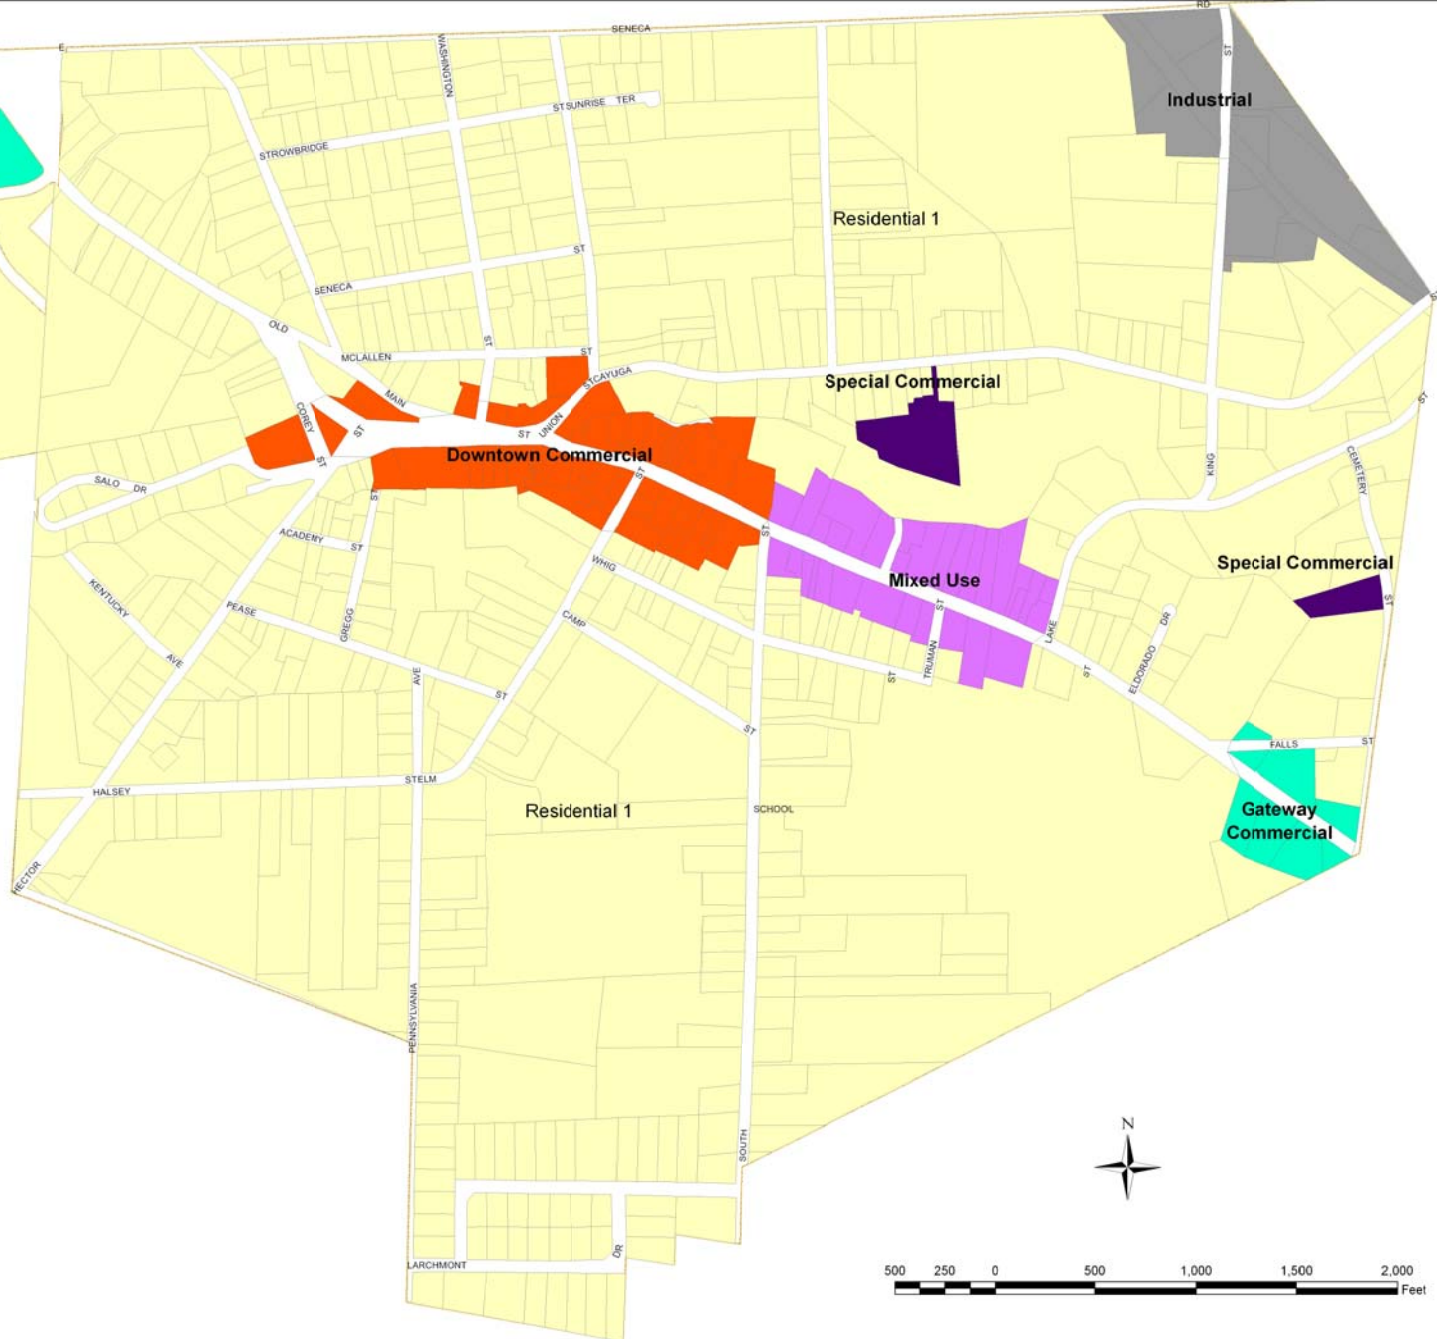 RD
SENECA
E
WASHINGTON
ST
Industrial
ST SUNRISE TER
STROWBRIDGE
Residential 1
ST
SENECA
S
OLD
ST
MCLALLEN
ST
ST CAYUGA
Special Commercial
MAIN
ST
COREY
ST
UNION
ST
Downtown Commercial
ST
ST
KING
CEMETERY
SALO DR
ST
ST
ACADEMY
ST
WHIG
Special Commercial
Mixed Use
KENTUCKY
PEASE
GREGG
CAMP
ST
ST
LAKE
DR
AVE
AVE
ST
TRUMAN
ST
ELDORADO
ST
ST
FALLS
ST
STELM
HALSEY
Residential 1
SCHOOL
Gateway
Commercial
HECTOR
PENNSYLVANIA
SOUTH
N
DR
LARCHMONT
500 250 0 500 1,000 1,500 2,000
Feet